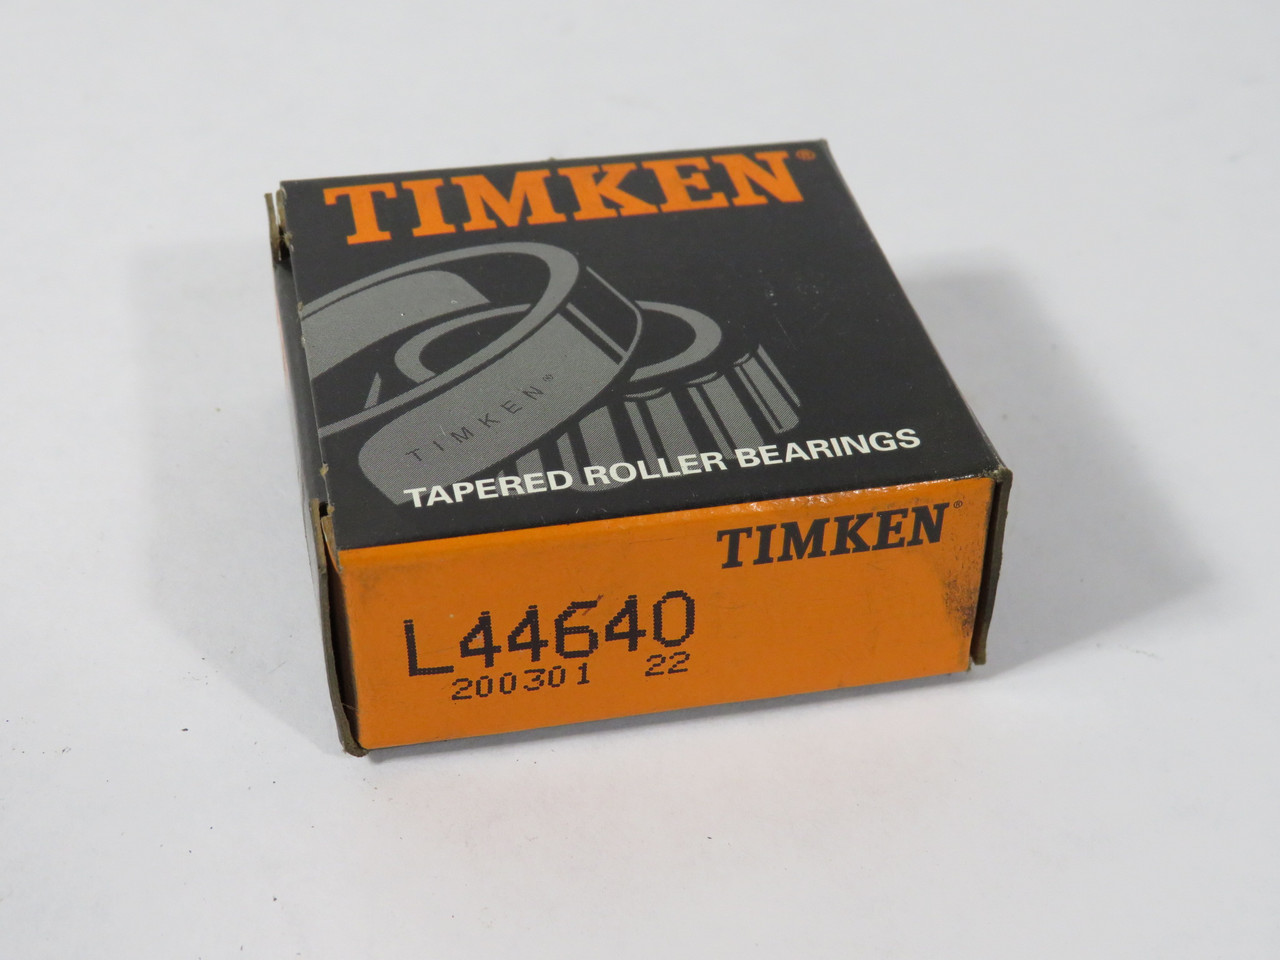 TIMKEN®
TIMKEN®
TAPERED ROLLER BEARINGS
TIMKEN®
L44640
200301 22